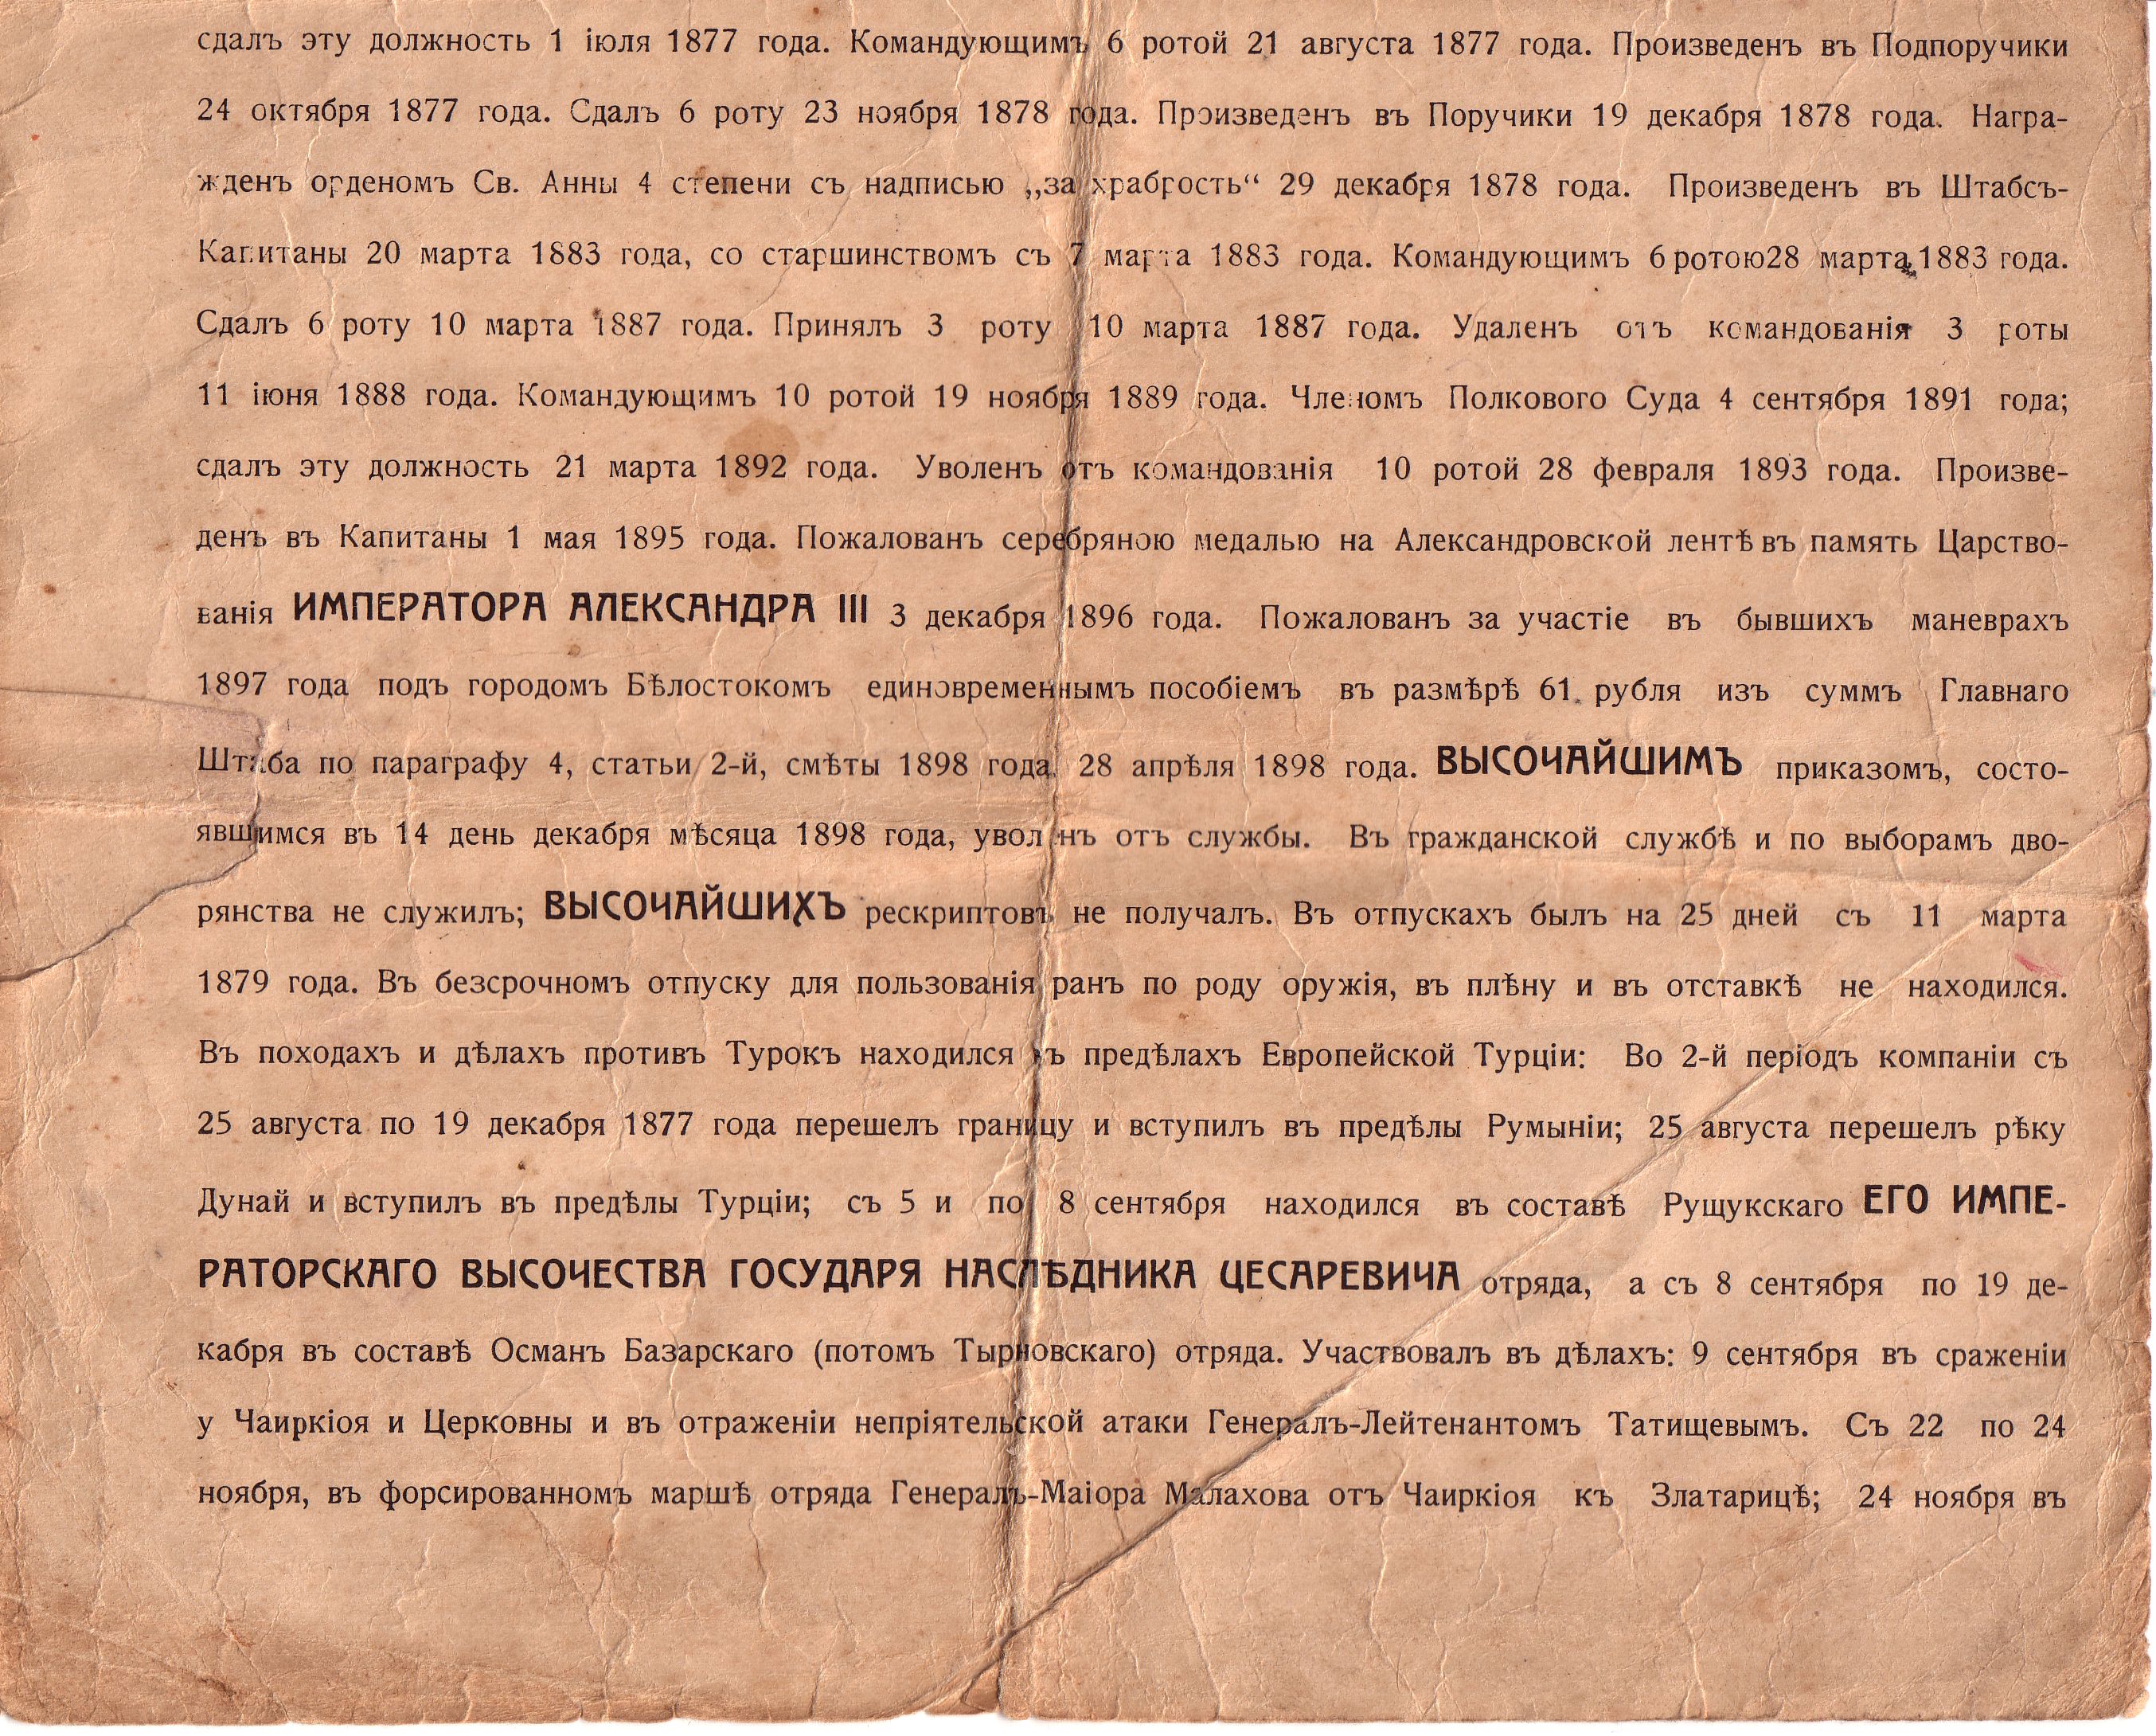 сдалъ эту должность 1 іюля 1877 года. Командующимъ 6 ротой 21 августа 1877 года. Произведенъ въ Подпоручики
24 октября 1877 года. Сдалъ 6 роту 23 ноября 1878 года. Произведенъ въ Поручики 19 декабря 1878 года. Награ-
жденъ орденомъ Св. Анны 4 степени съ надписью „за храбрость“ 29 декабря 1878 года. Произведенъ въ Штабсъ-
Капитаны 20 марта 1883 года, со старшинствомъ съ 7 марта 1883 года. Командующимъ 6 ротою 28 марта 1883 года.
Сдалъ 6 роту 10 марта 1887 года. Принялъ 3 роту 10 марта 1887 года. Удаленъ отъ командованія 3 роты
11 іюня 1888 года. Командующимъ 10 ротой 19 ноября 1889 года. Членомъ Полкового Суда 4 сентября 1891 года;
сдалъ эту должность 21 марта 1892 года. Уволенъ отъ командованія 10 ротой 28 февраля 1893 года. Произве-
денъ въ Капитаны 1 мая 1895 года. Пожалованъ серебряною медалью на Александровской лентѣ въ память Царство-
ванія ИМПЕРАТОРА АЛЕКСАНДРА III 3 декабря 1896 года. Пожалованъ за участіе въ бывшихъ маневрахъ
1897 года подъ городомъ Бѣлостокомъ единовременнымъ пособіемъ въ размѣрѣ 61 рубля изъ суммъ Главнаго
Штаба по параграфу 4, статьи 2-й, смѣты 1898 года 28 апрѣля 1898 года. ВЫСОЧАЙШИМЪ приказомъ, состо-
явшимся въ 14 день декабря мѣсяца 1898 года, уволенъ отъ службы. Въ гражданской службѣ и по выборамъ дво-
рянства не служилъ; ВЫСОЧАЙШИХЪ рескриптовъ не получалъ. Въ отпускахъ былъ на 25 дней съ 11 марта
1879 года. Въ безсрочномъ отпуску для пользованія ранъ по роду оружія, въ плѣну и въ отставкѣ не находился.
Въ походахъ и дѣлахъ противъ Турокъ находился въ предѣлахъ Европейской Турціи: Во 2-й періодъ компаніи съ
25 августа по 19 декабря 1877 года перешелъ границу и вступилъ въ предѣлы Румыніи; 25 августа перешелъ рѣку
Дунай и вступилъ въ предѣлы Турціи; съ 5 и по 8 сентября находился въ составѣ Рущукскаго ЕГО ИМПЕ-
РАТОРСКАГО ВЫСОЧЕСТВА ГОСУДАРЯ НАСЛѢДНИКА ЦЕСАРЕВИЧА отряда, а съ 8 сентября по 19 де-
кабря въ составѣ Османъ Базарскаго (потомъ Тырновскаго) отряда. Участвовалъ въ дѣлахъ: 9 сентября въ сраженіи
у Чаиркіоя и Церковны и въ отраженіи непріятельской атаки Генералъ-Лейтенантомъ Татищевымъ. Съ 22 по 24
ноября, въ форсированномъ маршѣ отряда Генералъ-Маіора Малахова отъ Чаиркіоя къ Златарицѣ; 24 ноября въ